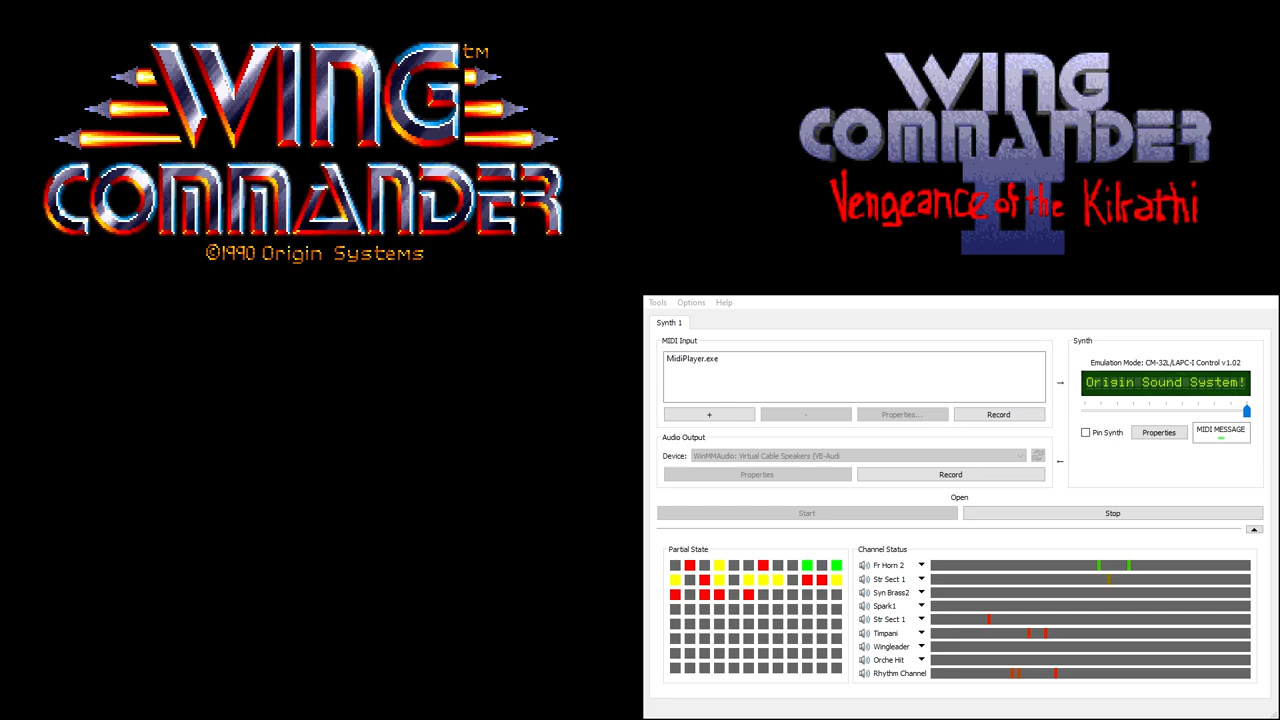 WING
TM
COMMANDER
©1990 Origin Systems
WING
COMMANDER
II
Vengeance of the Kilrathi
Tools Options Help
Synth 1
MIDI Input
MidiPlayer.exe
+ - Properties... Record
Audio Output
Device: WinMMAudio: Virtual Cable Speakers (VB-Audi
Properties Record
Synth
Emulation Mode: CM-32L/LAPC-I Control v1.02
Origin Sound System!
Pin Synth Properties MIDI MESSAGE
Open
Start Stop
Partial State
Channel Status
Fr Horn 2
Str Sect 1
Syn Brass2
Spark1
Str Sect 1
Timpani
Wingleader
Orche Hit
Rhythm Channel